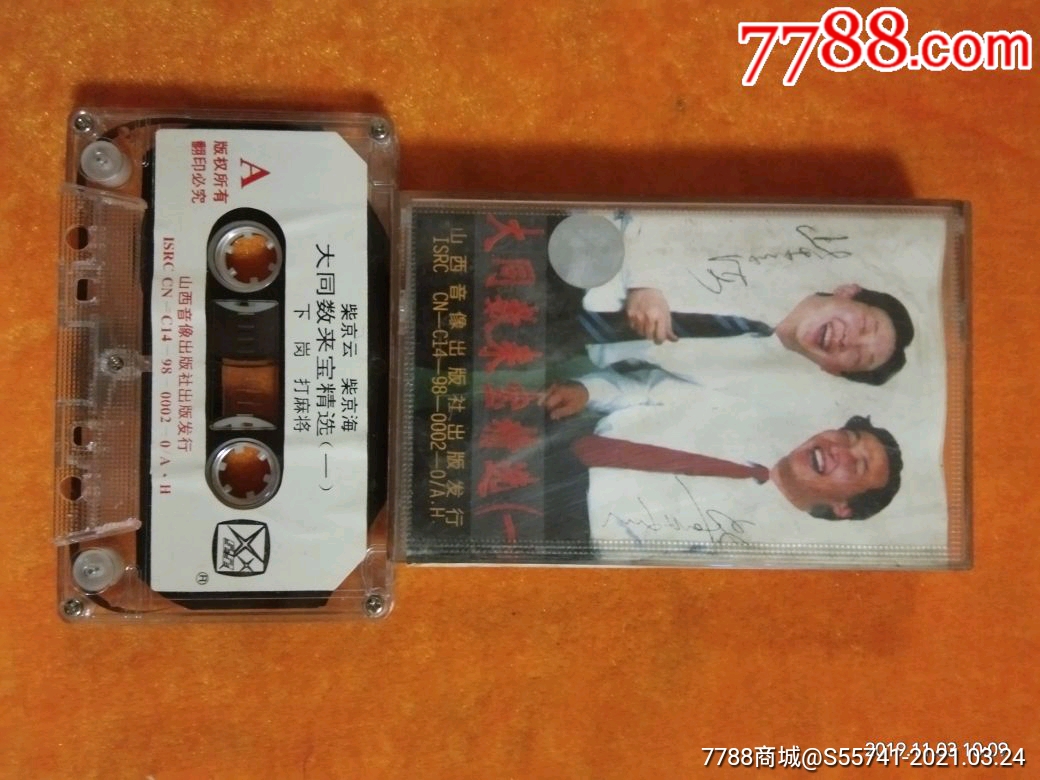 7788.com
A
版权所有
翻印必究
柴京云 柴京海
大同数来宝精选(一)
下岗 打麻将
山西音像出版社出版发行
ISRC CN-C14-98-0002-0/A·H
大同数来宝精选(一
山西音像出版社出版发行
ISRC CN-C14-98-0002-0/A.H.
7788商城@S55741-2021.03.24